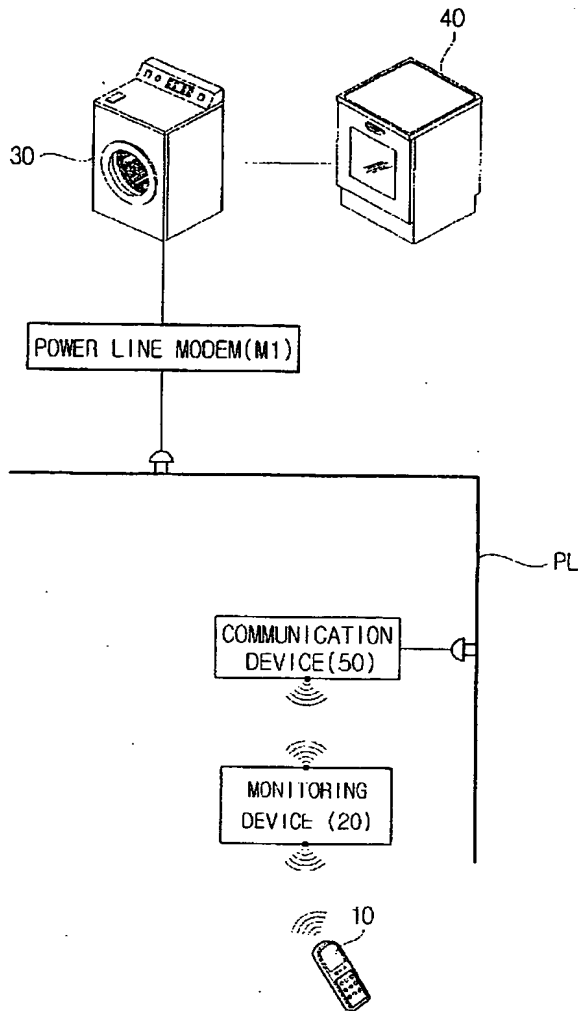 40
30
POWER LINE MODEM(M1)
PL
COMMUNICATION
DEVICE(50)
MONITORING
DEVICE (20)
10